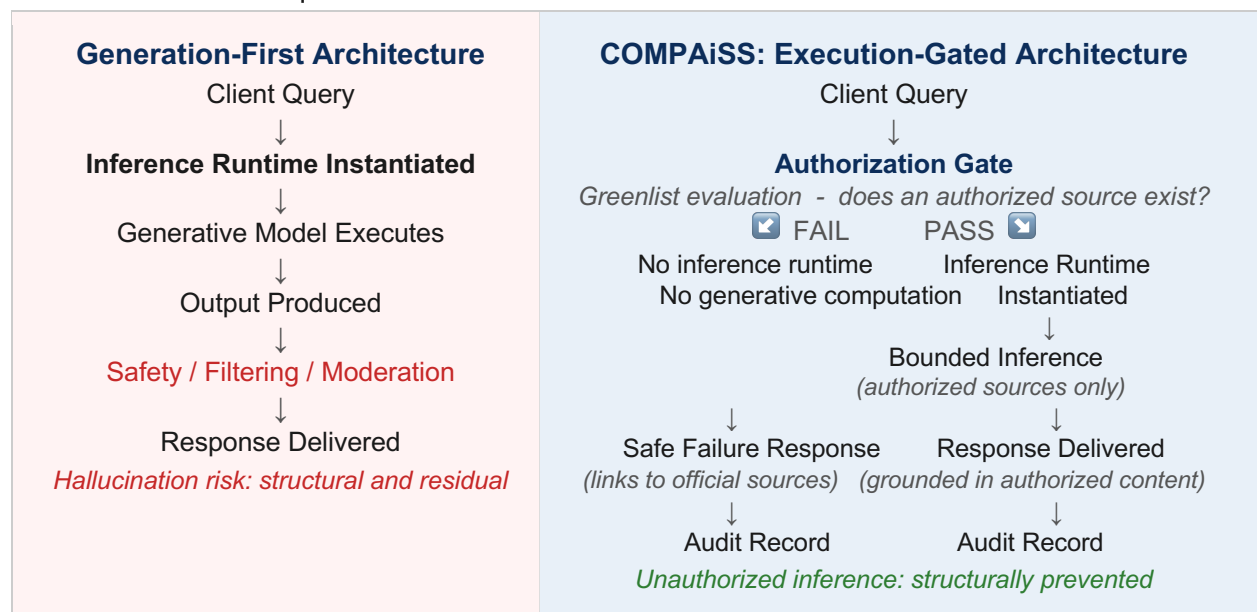 Generation-First Architecture
Client Query
↓
Inference Runtime Instantiated
↓
Generative Model Executes
↓
Output Produced
↓
Safety / Filtering / Moderation
↓
Response Delivered
Hallucination risk: structural and residual
COMPAiSS: Execution-Gated Architecture
Client Query
↓
Authorization Gate
Greenlist evaluation - does an authorized source exist?
↙ FAIL PASS ↘
No inference runtime Inference Runtime
No generative computation Instantiated
↓
Bounded Inference
(authorized sources only)
↓ ↓
Safe Failure Response Response Delivered
(links to official sources) (grounded in authorized content)
↓ ↓
Audit Record Audit Record
Unauthorized inference: structurally prevented